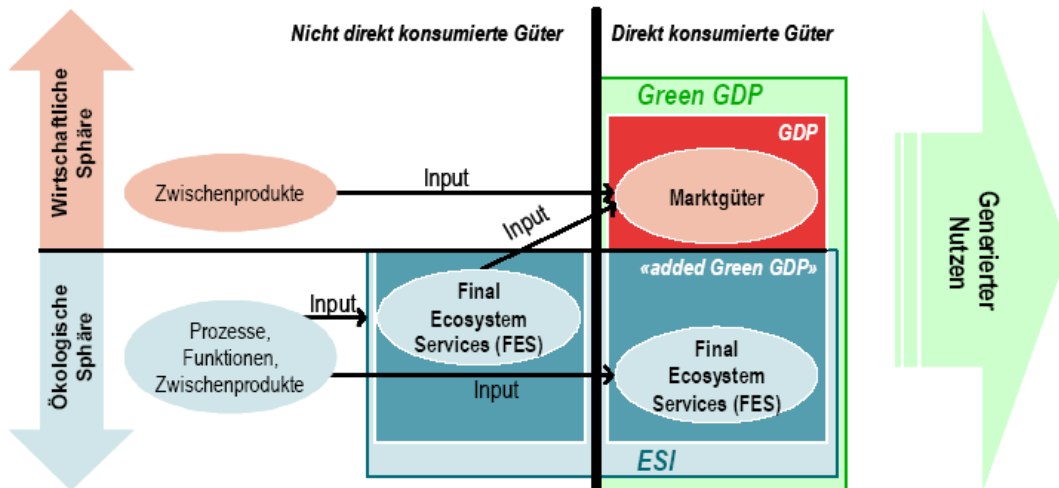 Nicht direkt konsumierte Güter
Direkt konsumierte Güter
Wirtschaftliche
Sphäre
Green GDP
GDP
Zwischenprodukte
Input
Marktgüter
Input
Generierter
Nutzen
Ökologische
Sphäre
«added Green GDP»
Input
Final
Ecosystem
Services (FES)
Prozesse,
Funktionen,
Zwischenprodukte
Input
Final
Ecosystem
Services (FES)
ESI